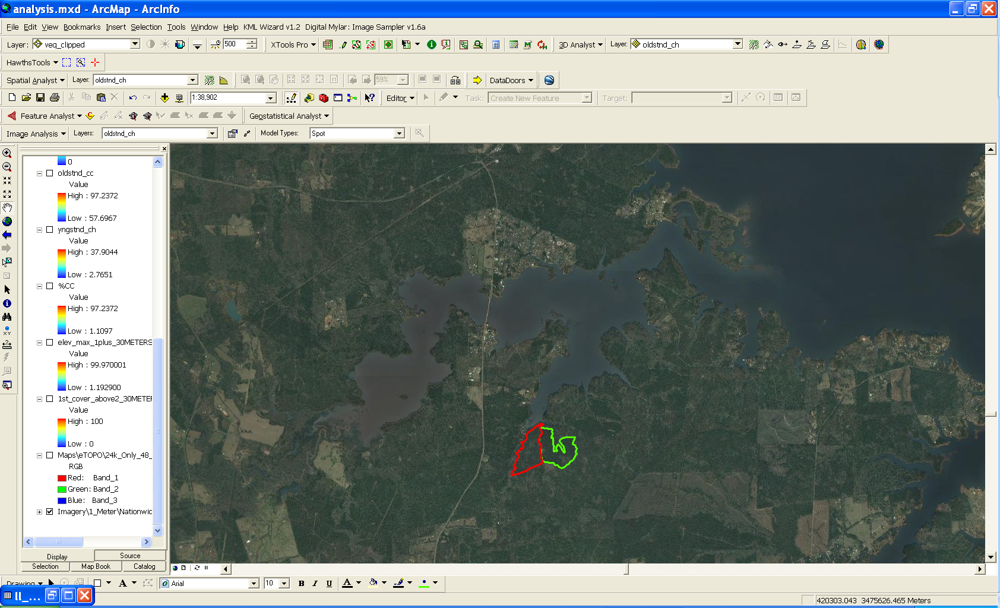 analysis.mxd - ArcMap - ArcInfo
File Edit View Bookmarks Insert Selection Tools Window Help KML Wizard v1.2 Digital Mylar: Image Sampler v1.6a
Layer: veq_clipped 500 XTools Pro 3D Analyst Layer: oldstnd_ch
HawthsTools
Spatial Analyst Layer: oldstnd_ch 59% DataDoors
1:38,902 Editor Task: Create New Feature Target:
Feature Analyst Geostatistical Analyst
Image Analysis Layers: oldstnd_ch Model Types: Spot
0
oldstnd_cc
Value
High : 97.2372
Low : 57.6967
yngstnd_ch
Value
High : 37.9044
Low : 2.7651
%CC
Value
High : 97.2372
Low : 1.1097
elev_max_1plus_30METERS
Value
High : 99.970001
Low : 1.192900
1st_cover_above2_30METER
Value
High : 100
Low : 0
Maps\eTOPO\24k_Only_48_
RGB
Red: Band_1
Green: Band_2
Blue: Band_3
Imagery\1_Meter\Nationwic
Display Source
Selection Map Book Catalog
Drawing A Arial 10 B I U A
ll_...
420303.043 3475626.465 Meters